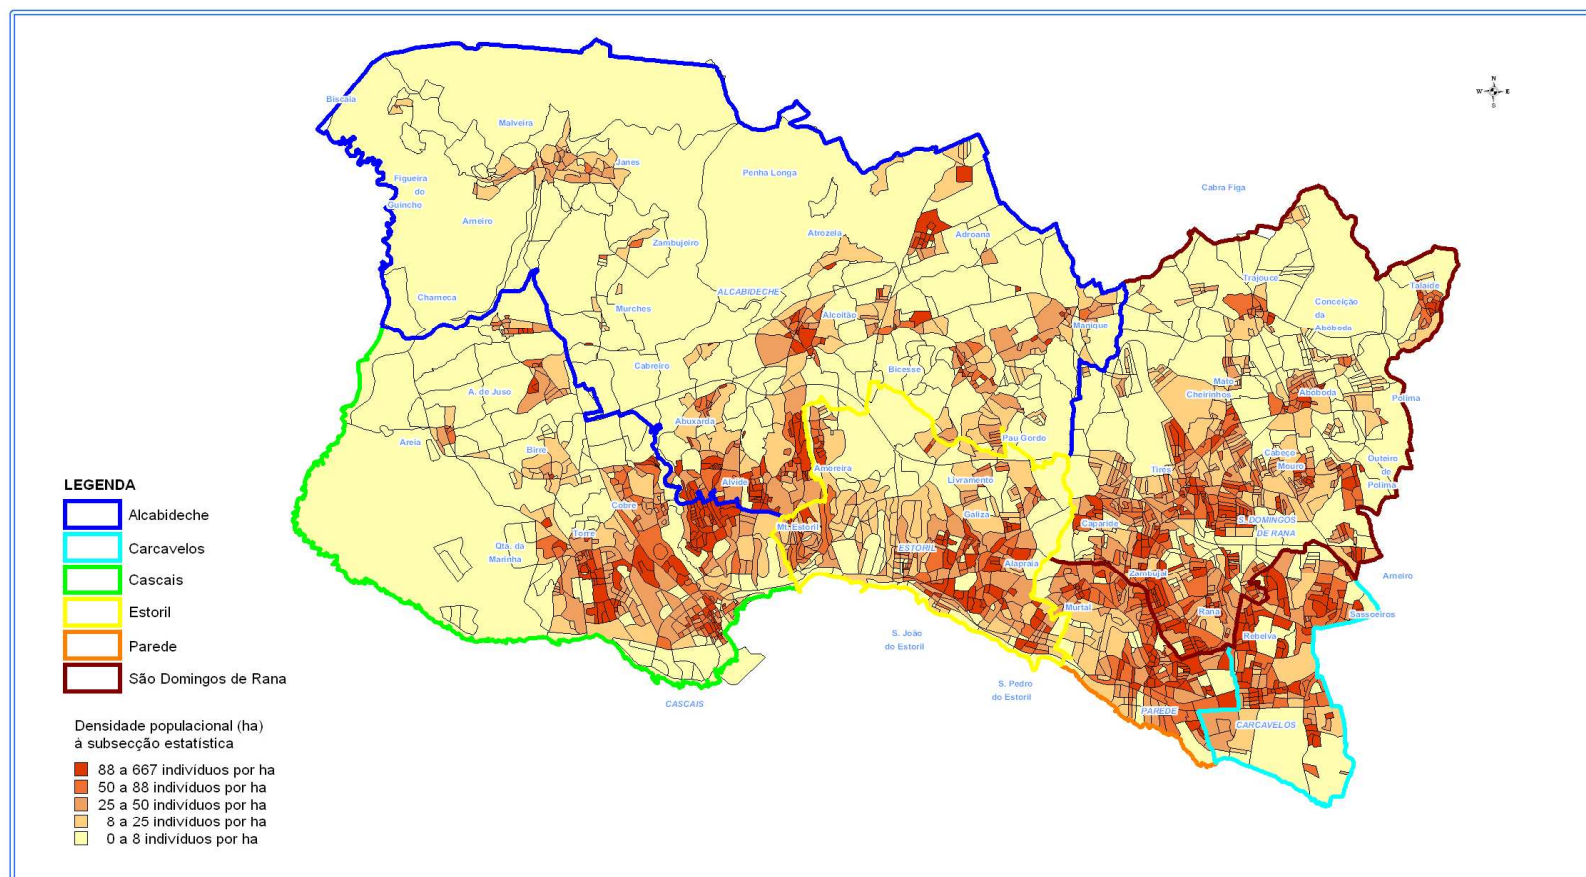 N
W E
S
Cabra Figa
Biscaia
Malveira
Janes
Penha Longa
Figueira
do
Guincho
Arneiro
Zambujeiro
Atrozela
Adroana
Trajouce
Talaíde
Charneca
ALCABIDECHE
Murches
Alcoitão
Manique
Conceição
da
Abóboda
Cabreiro
Bicesse
A. de Juso
Mato
Cheirinhos
Aboboda
Polima
Abuxarda
Areia
Birre
Pau Gordo
Amoreira
Livramento
Tires
Cabeço
Mouro
Outeiro
de
Polima
Alvide
Cobre
Galiza
Mt. Estoril
Caparide
S. DOMINGOS
DE RANA
Torre
Qta. da
Marinha
ESTORIL
Alapraia
Zambujal
Arneiro
Murtal
Rana
Sassoeiros
Rebelva
S. João
do Estoril
S. Pedro
do Estoril
CASCAIS
PAREDE
CARCAVELOS
LEGENDA
Alcabideche
Carcavelos
Cascais
Estoril
Parede
São Domingos de Rana
Densidade populacional (ha)
à subsecção estatística
88 a 667 indivíduos por ha
50 a 88 indivíduos por ha
25 a 50 indivíduos por ha
8 a 25 indivíduos por ha
0 a 8 indivíduos por ha